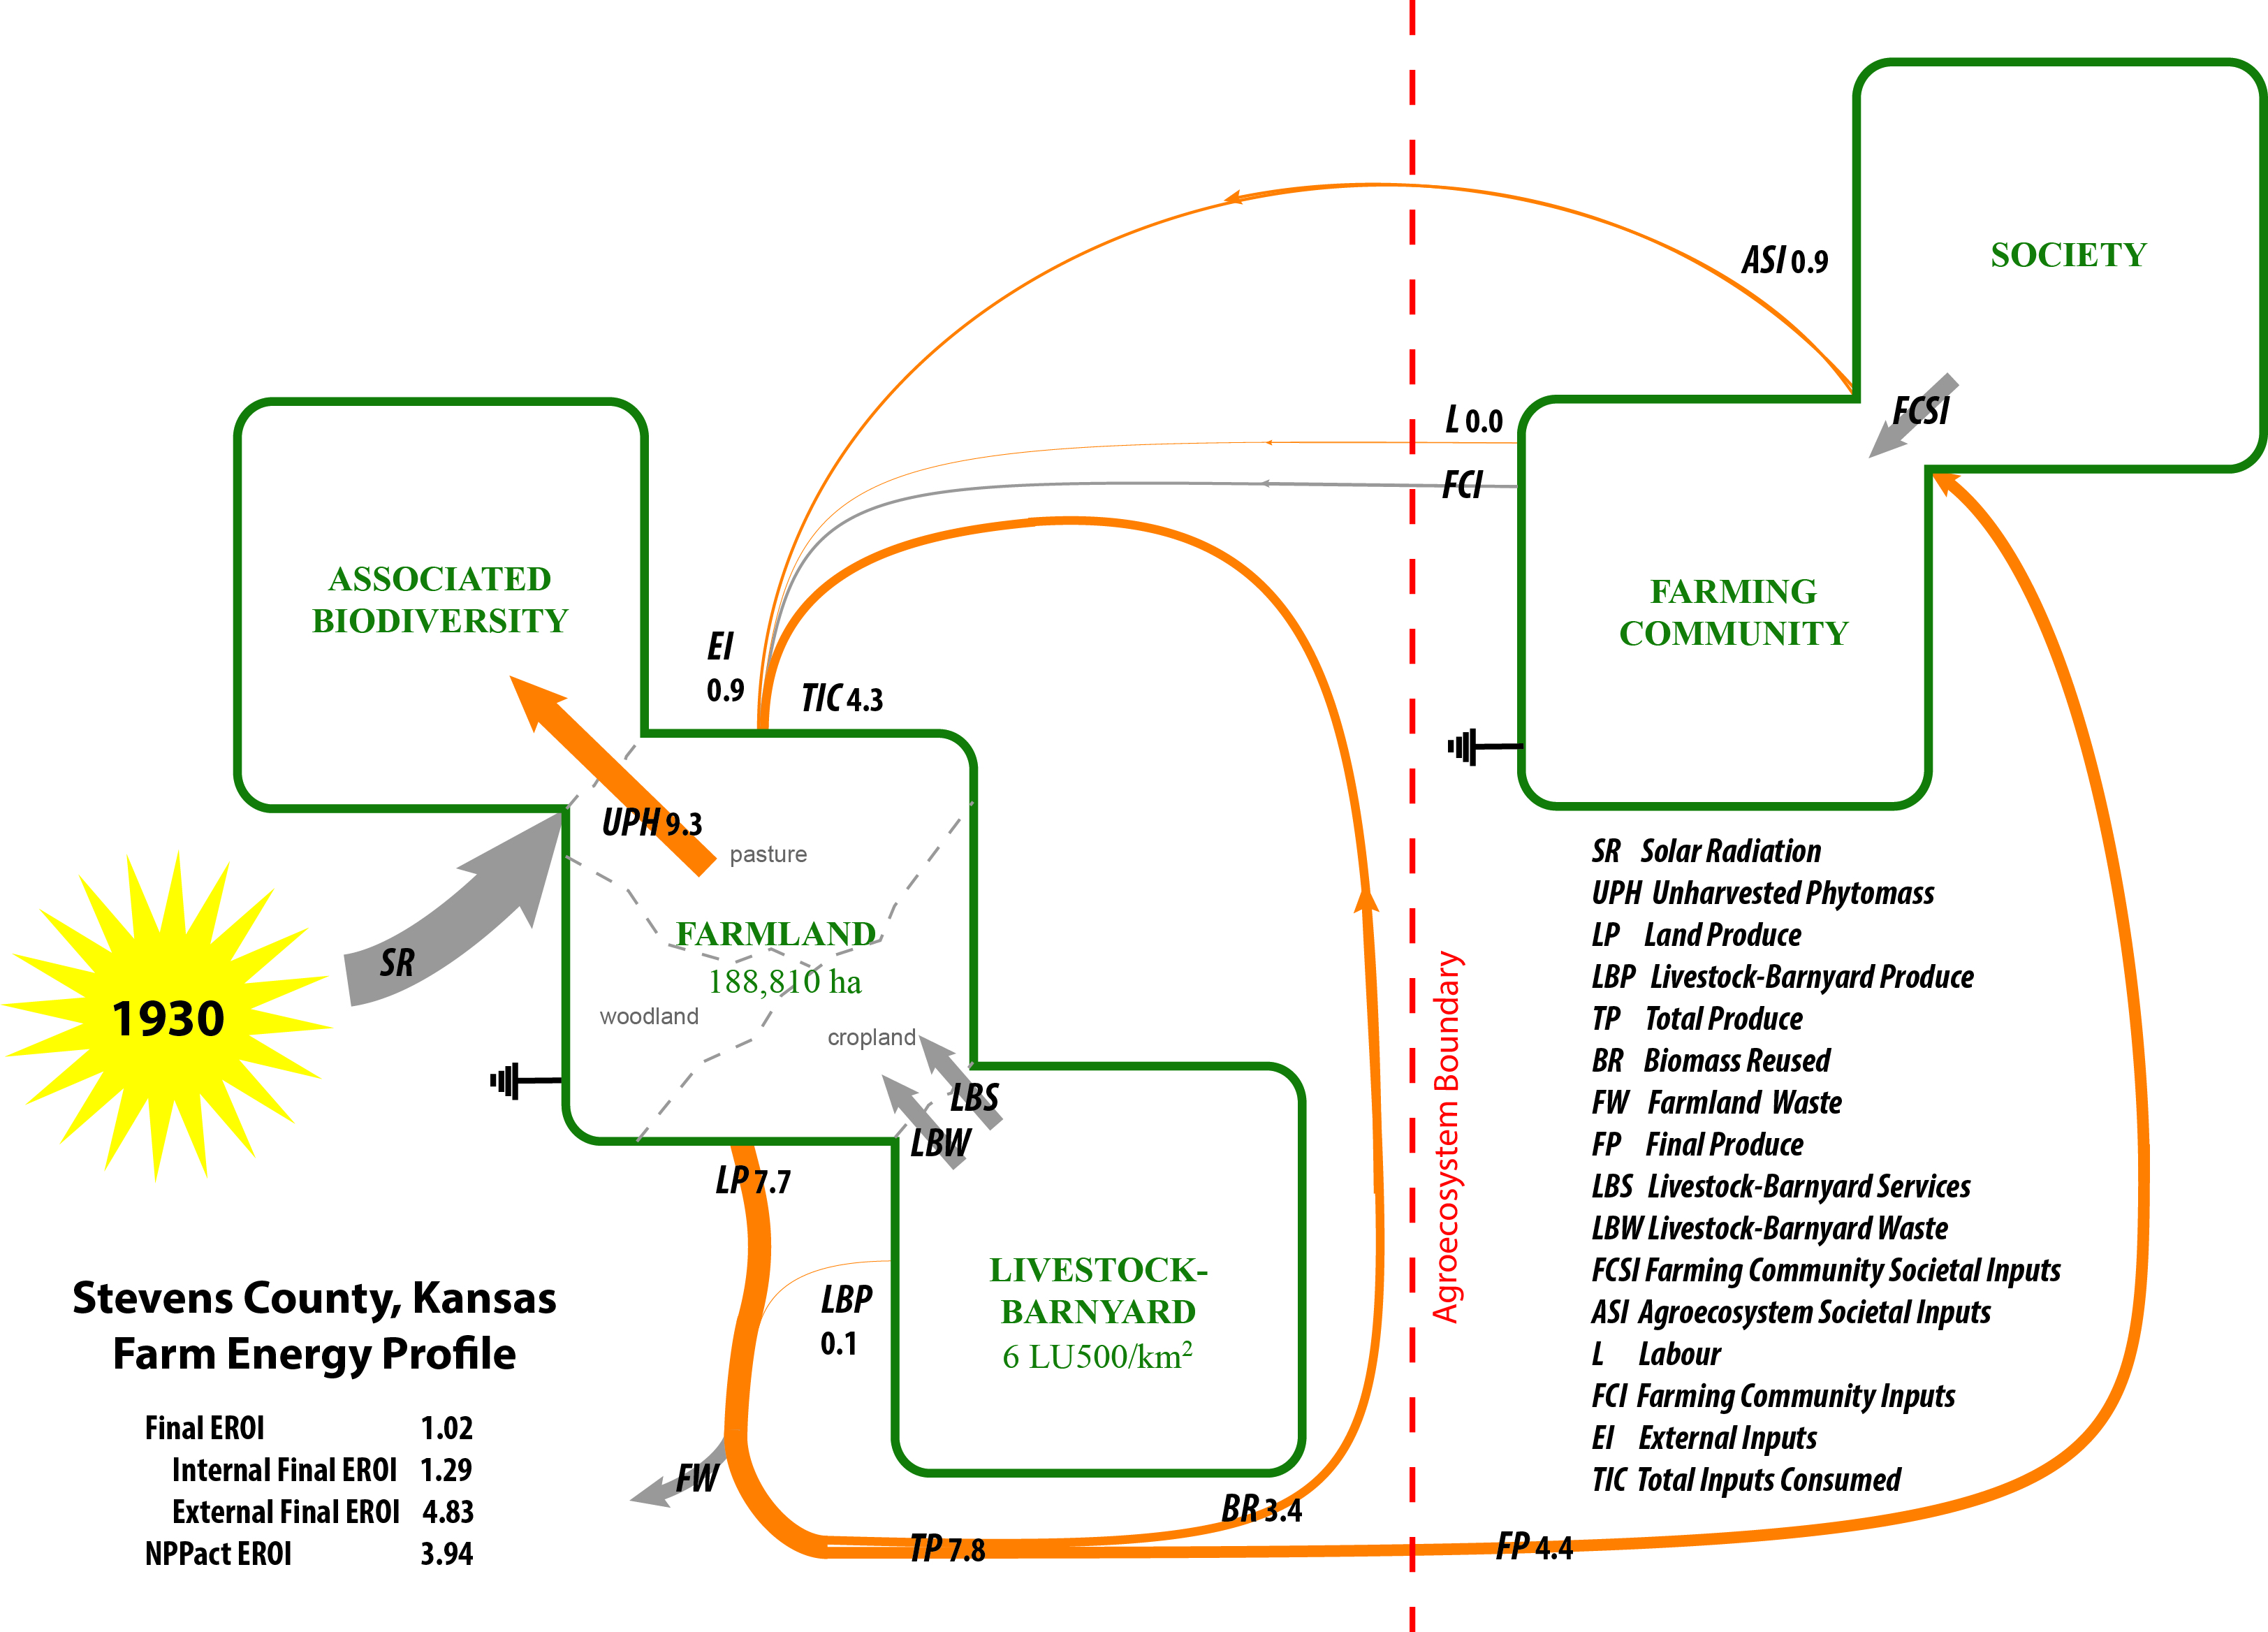 SOCIETY
ASI 0.9
FCSI
L 0.0
FCI
ASSOCIATED
BIODIVERSITY
FARMING
COMMUNITY
EI
0.9
TIC 4.3
UPH 9.3
pasture
FARMLAND
188,810 ha
woodland
cropland
SR
1930
LBS
LBW
LP 7.7
LBP
0.1
LIVESTOCK-
BARNYARD
6 LU500/km²
FW
BR 3.4
TP 7.8
FP 4.4
Agroecosystem Boundary
SR Solar Radiation
UPH Unharvested Phytomass
LP Land Produce
LBP Livestock-Barnyard Produce
TP Total Produce
BR Biomass Reused
FW Farmland Waste
FP Final Produce
LBS Livestock-Barnyard Services
LBW Livestock-Barnyard Waste
FCSI Farming Community Societal Inputs
ASI Agroecosystem Societal Inputs
L Labour
FCI Farming Community Inputs
EI External Inputs
TIC Total Inputs Consumed
Stevens County, Kansas
Farm Energy Profile
Final EROI 1.02
Internal Final EROI 1.29
External Final EROI 4.83
NPPact EROI 3.94